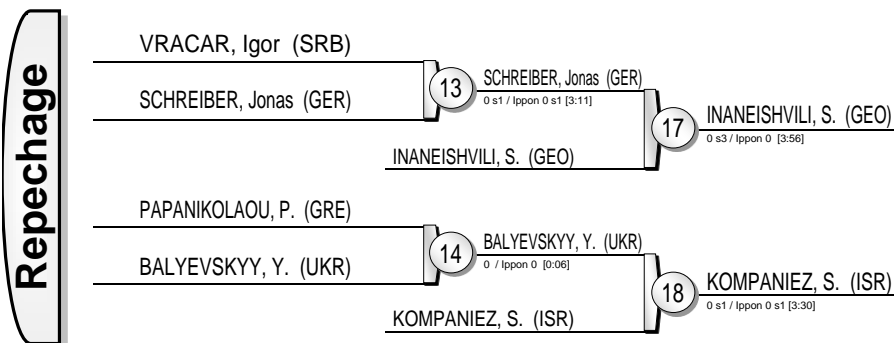 Repechage
VRACAR, Igor (SRB)
SCHREIBER, Jonas (GER)
13
SCHREIBER, Jonas (GER)
0 s1 / Ippon 0 s1 [3:11]
INANEISHVILI, S. (GEO)
17
INANEISHVILI, S. (GEO)
0 s3 / Ippon 0 [3:56]
PAPANIKOLAOU, P. (GRE)
BALYEVSKYY, Y. (UKR)
14
BALYEVSKYY, Y. (UKR)
0 / Ippon 0 [0:06]
KOMPANIEZ, S. (ISR)
18
KOMPANIEZ, S. (ISR)
0 s1 / Ippon 0 s1 [3:30]